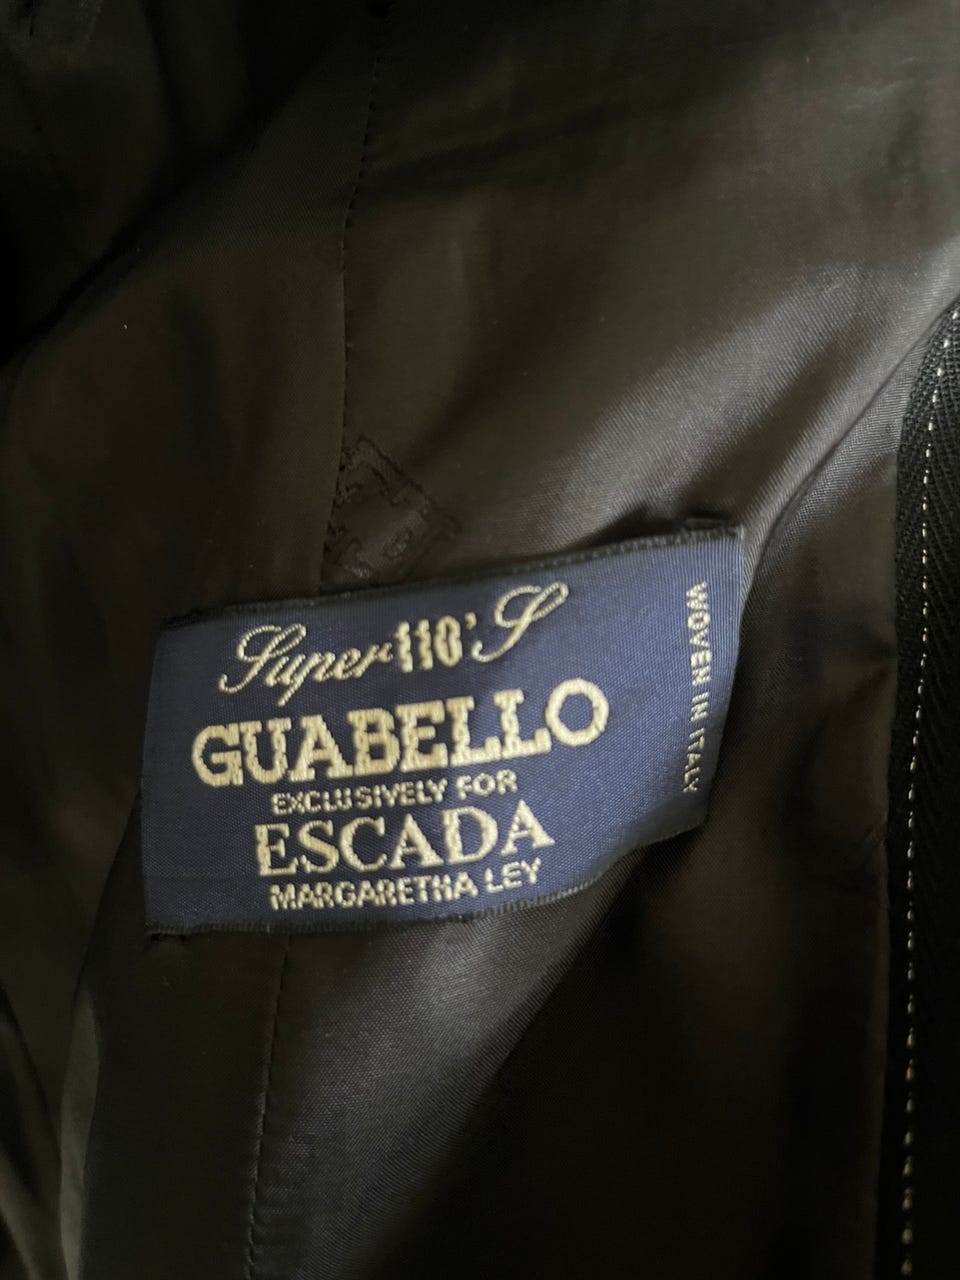 Super 110's
GUABELLO
EXCLUSIVELY FOR
ESCADA
MARGARETHA LEY
WOVEN IN ITALY